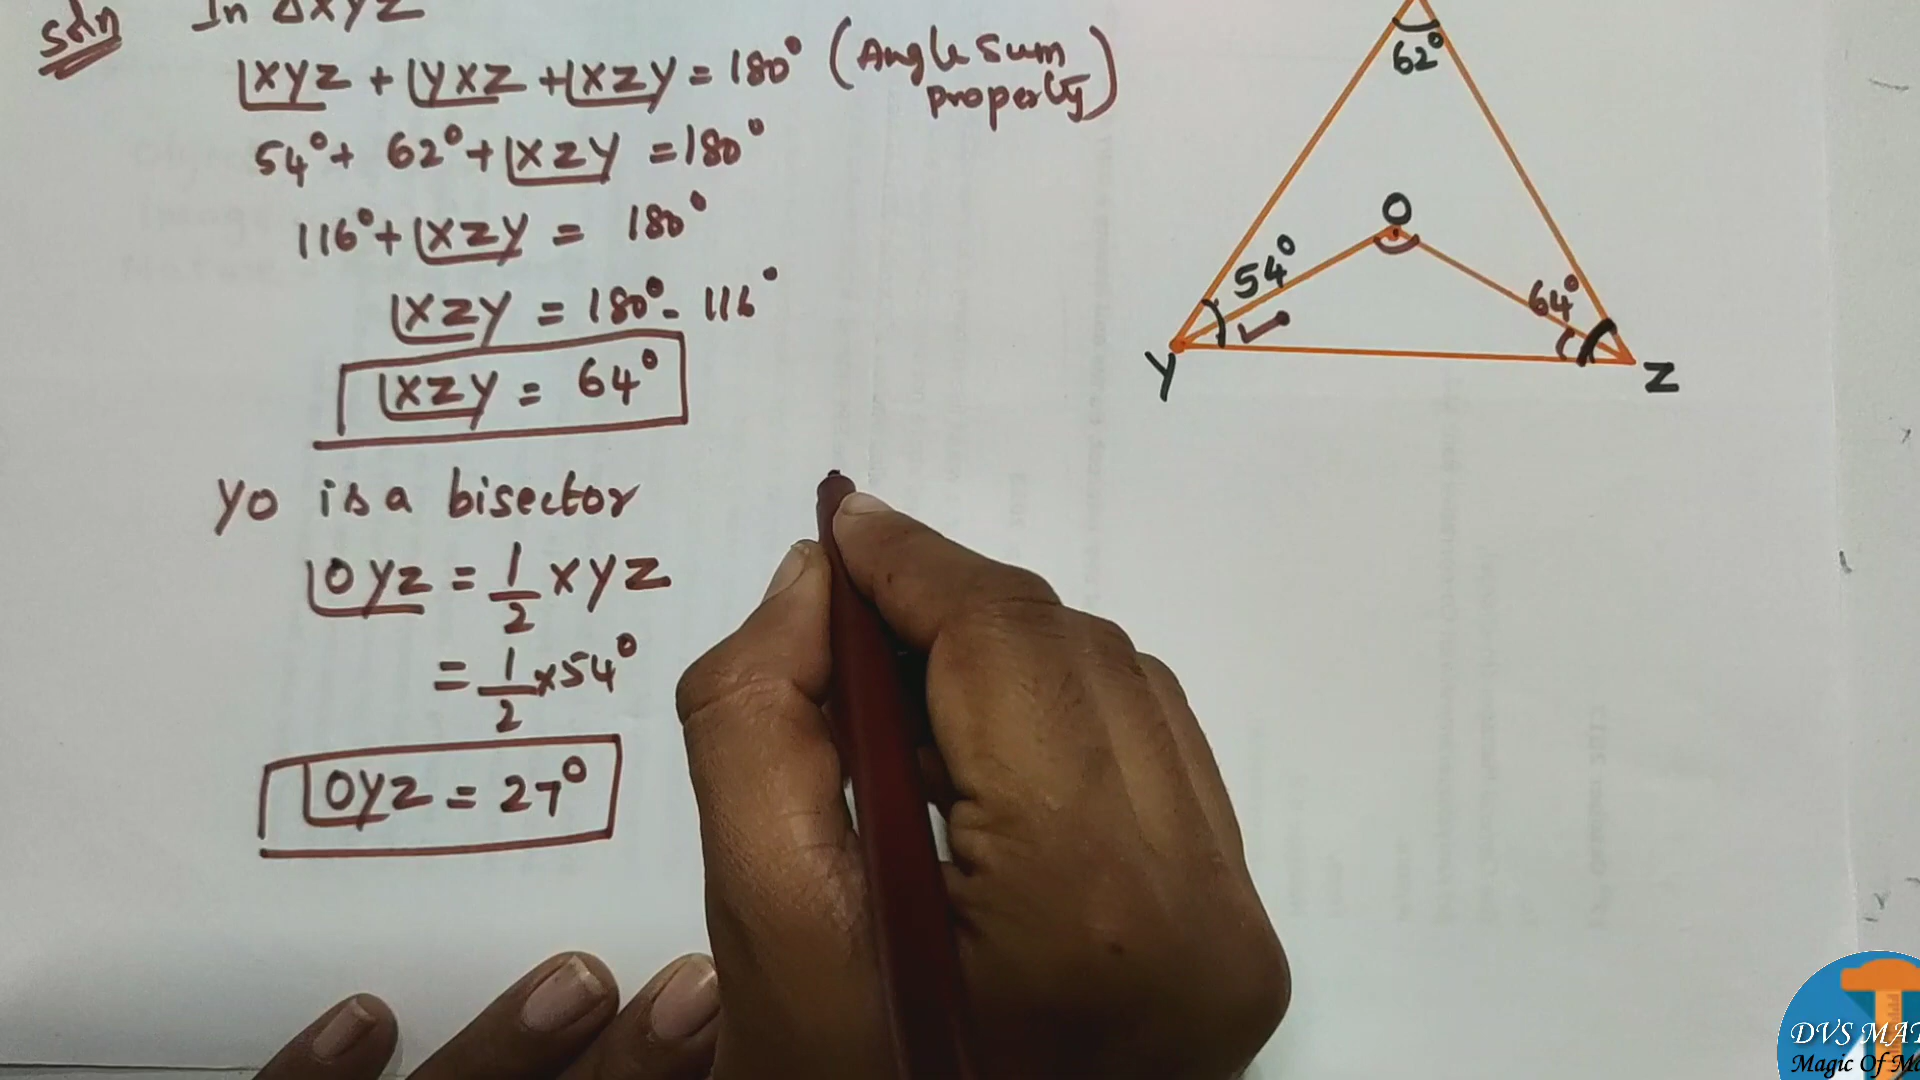 Soln In ΔXYZ
∠XYZ + ∠YXZ + ∠XZY = 180° (Angle Sum property)
54° + 62° + ∠XZY = 180°
116° + ∠XZY = 180°
∠XZY = 180° - 116°
∠XZY = 64°
YO is a bisector
∠OYZ = 1/2 XYZ
= 1/2 × 54°
∠OYZ = 27°
62°
O
54°
64°
Y
Z
DVS MA
Magic Of M